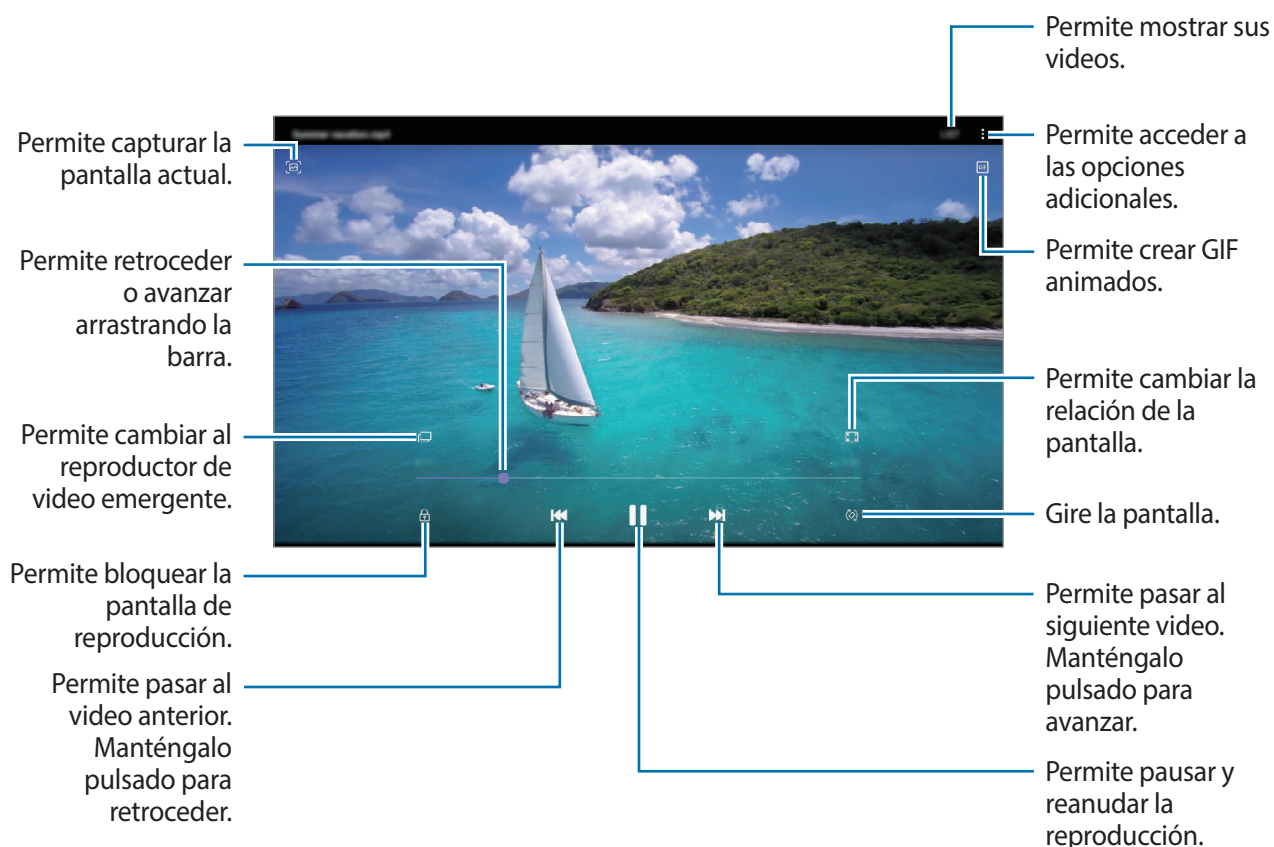 Permite mostrar sus
videos.
Permite capturar la
pantalla actual.
Permite acceder a
las opciones
adicionales.
Permite retroceder
o avanzar
arrastrando la
barra.
Permite crear GIF
animados.
GIF
Permite cambiar al
reproductor de
video emergente.
Permite cambiar la
relación de la
pantalla.
Gire la pantalla.
Permite bloquear la
pantalla de
reproducción.
Permite pasar al
siguiente video.
Manténgalo
pulsado para
avanzar.
Permite pasar al
video anterior.
Manténgalo
pulsado para
retroceder.
Permite pausar y
reanudar la
reproducción.